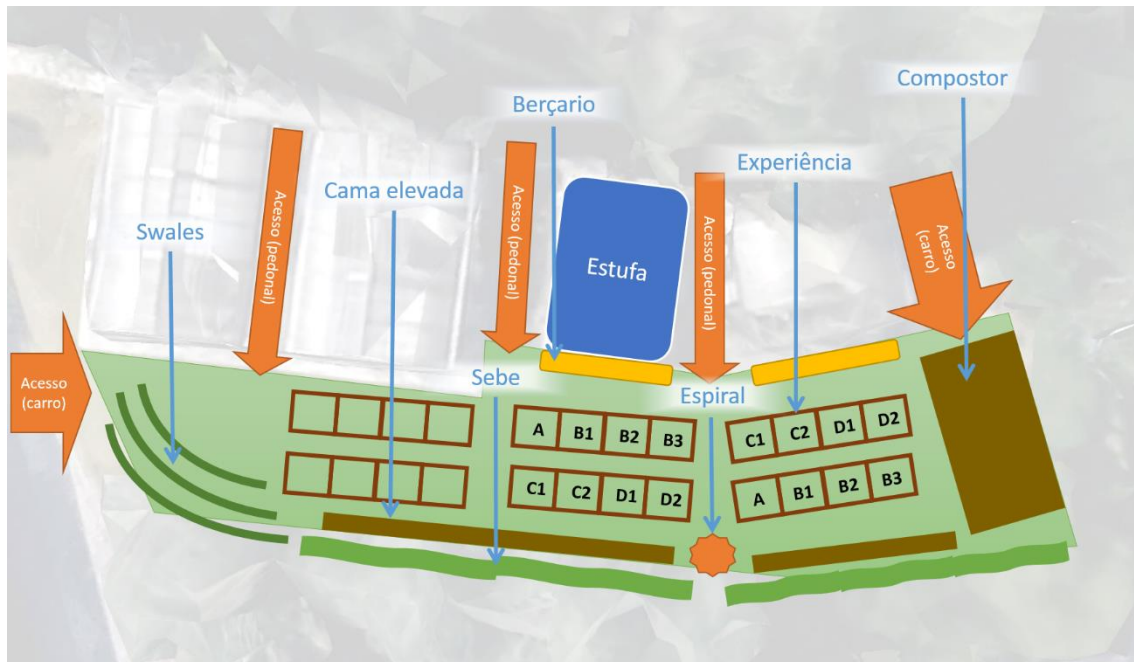 Compostor
Berçario
Experiência
Cama elevada
Swales
Acesso
(pedonal)
Acesso
(pedonal)
Acesso
(pedonal)
Acesso
(carro)
Estufa
Acesso
(carro)
Sebe
Espiral
A B1 B2 B3
C1 C2 D1 D2
C1 C2 D1 D2
A B1 B2 B3